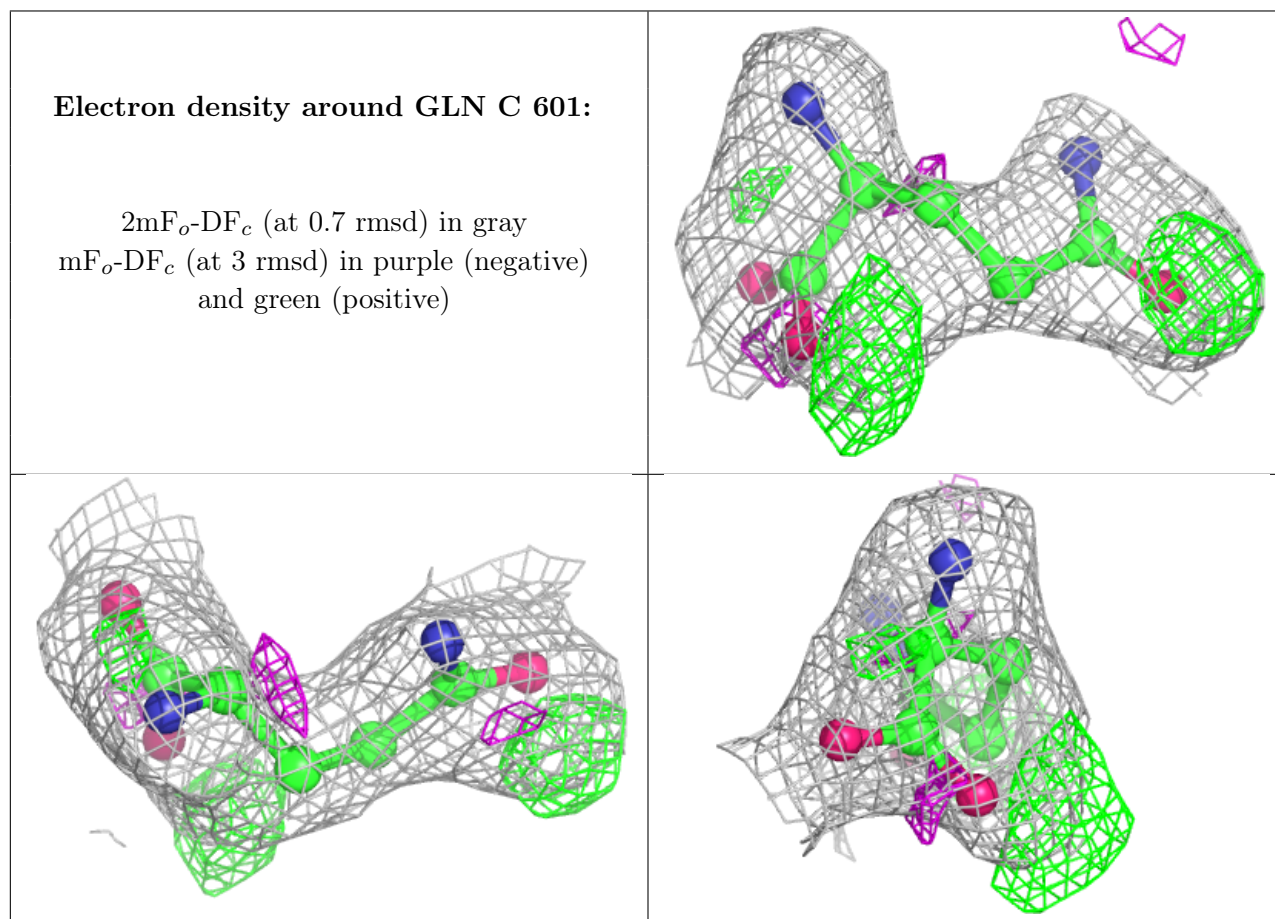 Electron density around GLN C 601:
2mFo-DFc (at 0.7 rmsd) in gray
mFo-DFc (at 3 rmsd) in purple (negative)
and green (positive)